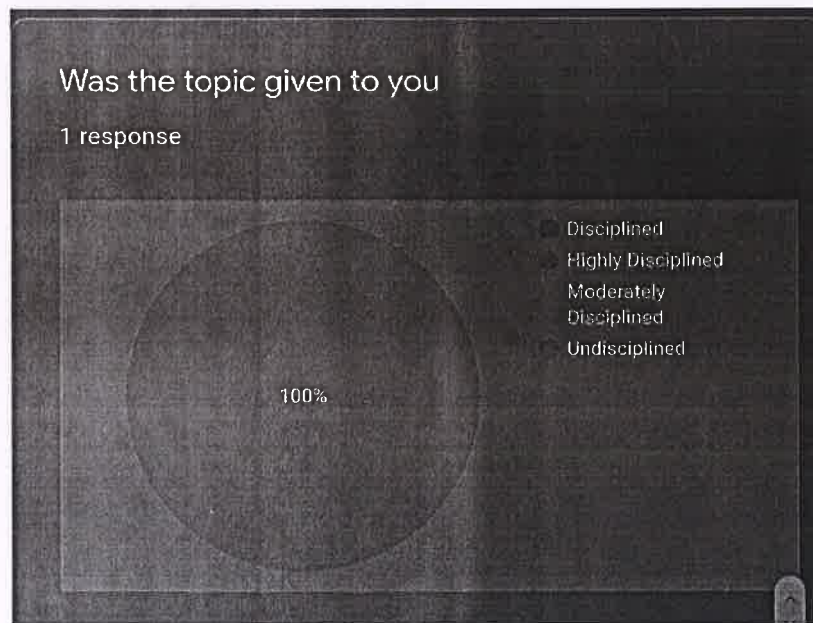 Was the topic given to you
1 response
Disciplined
Highly Disciplined
Moderately
Disciplined
Undisciplined
100%